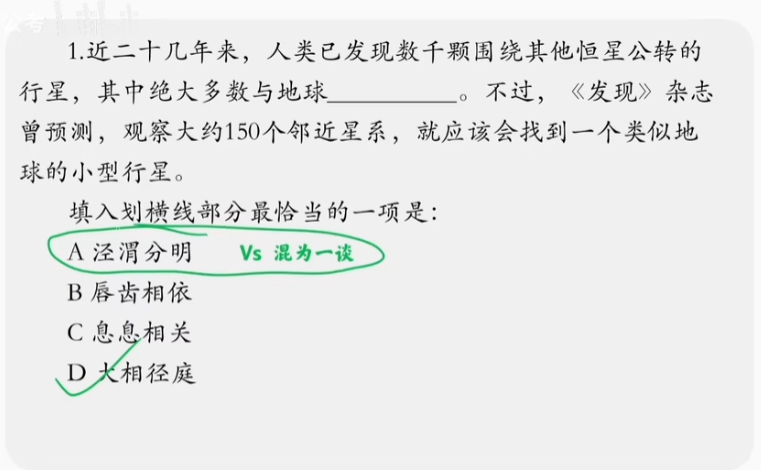 公考
1.近二十几年来，人类已发现数千颗围绕其他恒星公转的
行星，其中绝大多数与地球__________。不过，《发现》杂志
曾预测，观察大约150个邻近星系，就应该会找到一个类似地
球的小型行星。
填入划横线部分最恰当的一项是：
A 泾渭分明 Vs 混为一谈
B 唇齿相依
C 息息相关
D 大相径庭